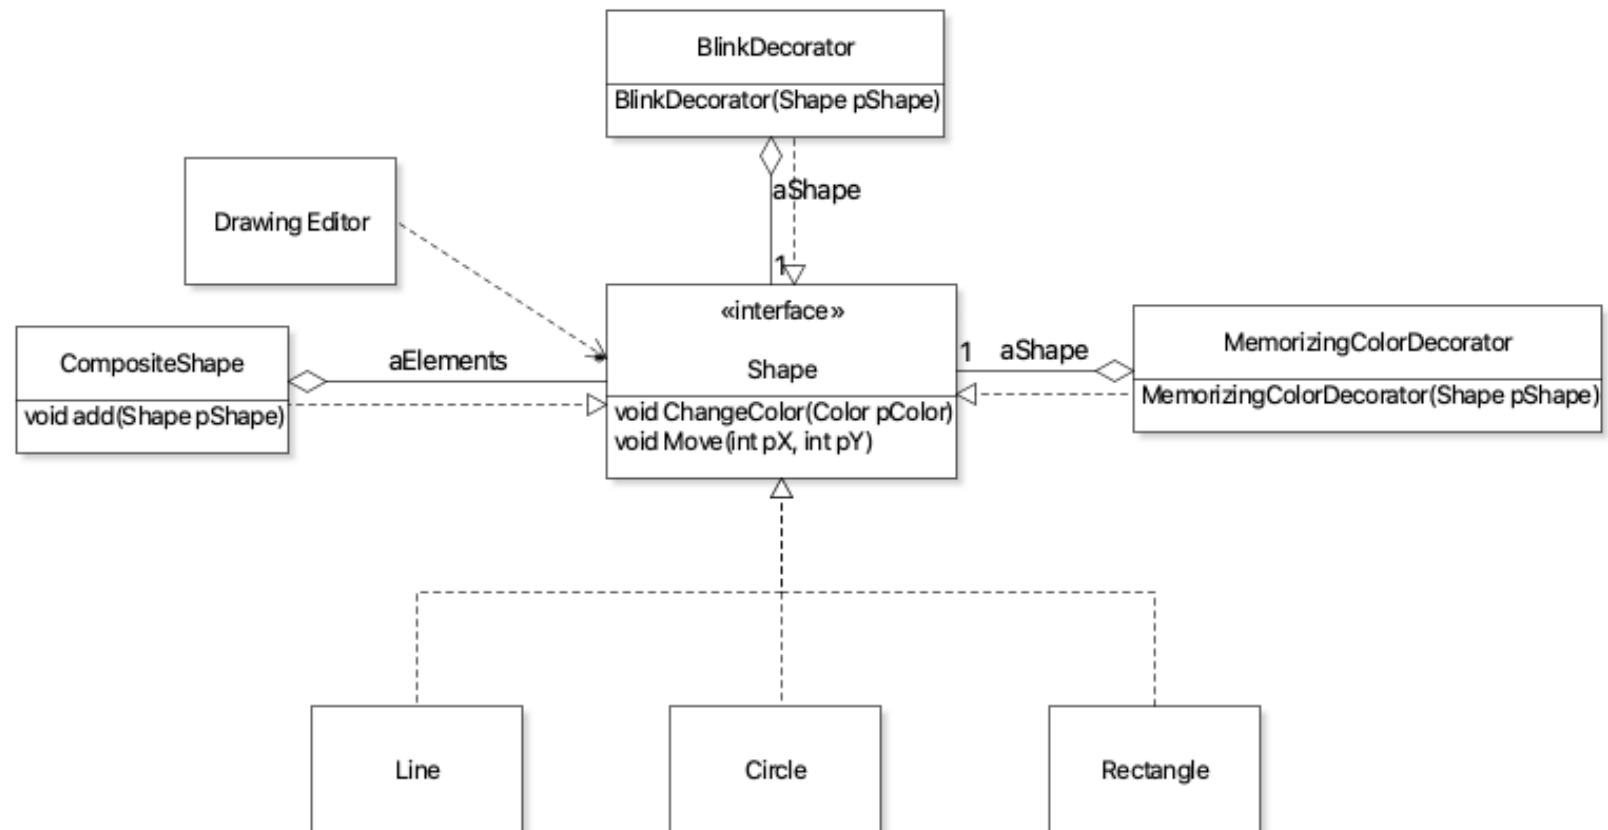 BlinkDecorator
BlinkDecorator(Shape pShape)
aShape
1
Drawing Editor
«interface»
Shape
void ChangeColor(Color pColor)
void Move(int pX, int pY)
CompositeShape
void add(Shape pShape)
aElements
1 aShape
MemorizingColorDecorator
MemorizingColorDecorator(Shape pShape)
Line
Circle
Rectangle